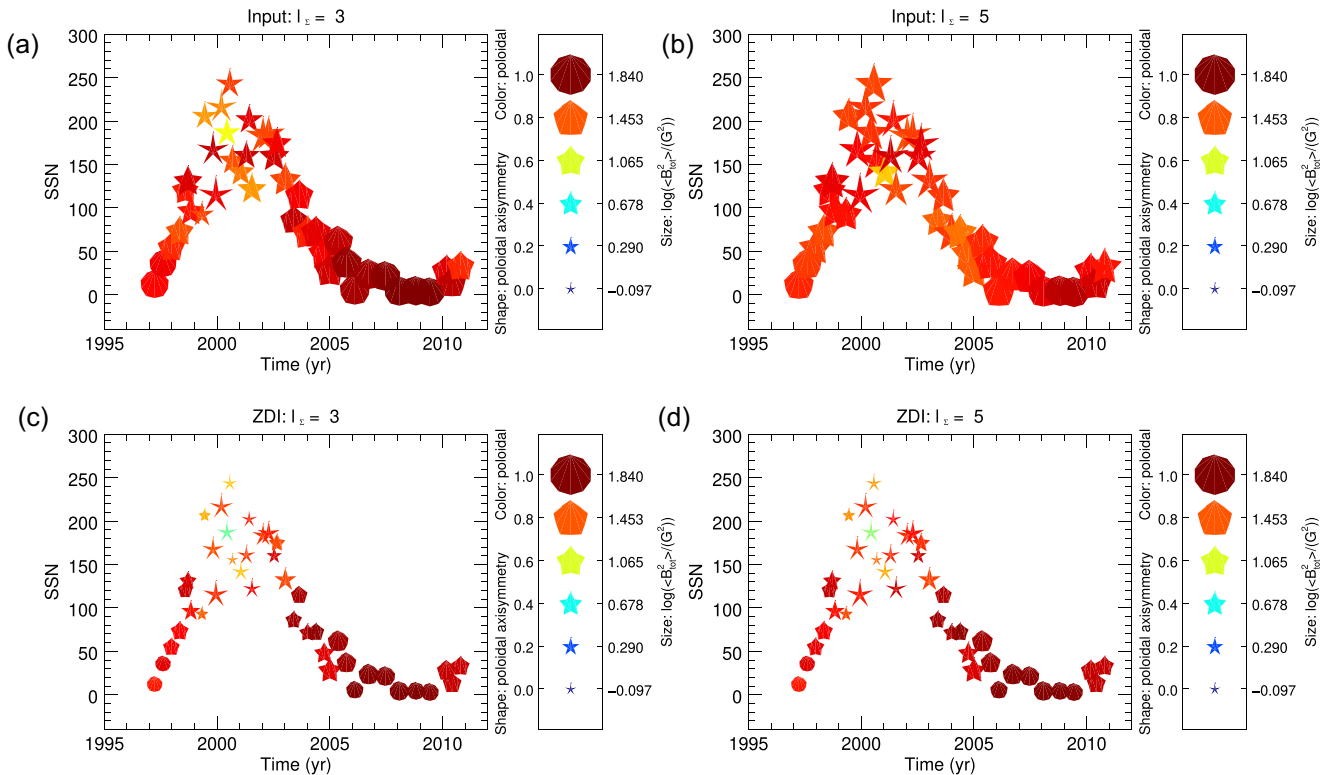 (a)
Input: l Σ = 3
SSN
300
250
200
150
100
50
0
1995 2000 2005 2010
Time (yr)
Shape: poloidal axisymmetry Color: poloidal
1.0 1.840
0.8 1.453
0.6 1.065
0.4 0.678
0.2 0.290
0.0 −0.097
Size: log(<B²tot>/(G²))
(b)
Input: l Σ = 5
SSN
300
250
200
150
100
50
0
1995 2000 2005 2010
Time (yr)
Shape: poloidal axisymmetry Color: poloidal
1.0 1.840
0.8 1.453
0.6 1.065
0.4 0.678
0.2 0.290
0.0 −0.097
Size: log(<B²tot>/(G²))
(c)
ZDI: l Σ = 3
SSN
300
250
200
150
100
50
0
1995 2000 2005 2010
Time (yr)
Shape: poloidal axisymmetry Color: poloidal
1.0 1.840
0.8 1.453
0.6 1.065
0.4 0.678
0.2 0.290
0.0 −0.097
Size: log(<B²tot>/(G²))
(d)
ZDI: l Σ = 5
SSN
300
250
200
150
100
50
0
1995 2000 2005 2010
Time (yr)
Shape: poloidal axisymmetry Color: poloidal
1.0 1.840
0.8 1.453
0.6 1.065
0.4 0.678
0.2 0.290
0.0 −0.097
Size: log(<B²tot>/(G²))